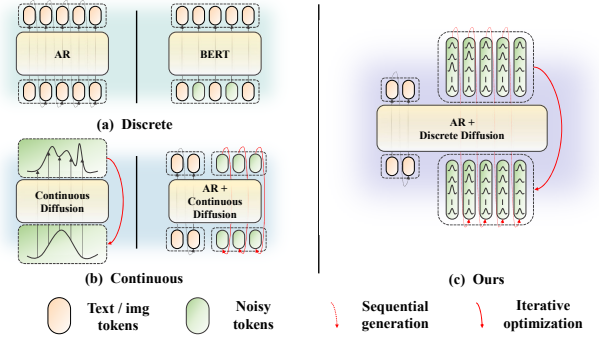 AR
BERT
(a) Discrete
Continuous
Diffusion
AR +
Continuous
Diffusion
(b) Continuous
AR +
Discrete Diffusion
(c) Ours
Text / img
tokens
Noisy
tokens
Sequential
generation
Iterative
optimization